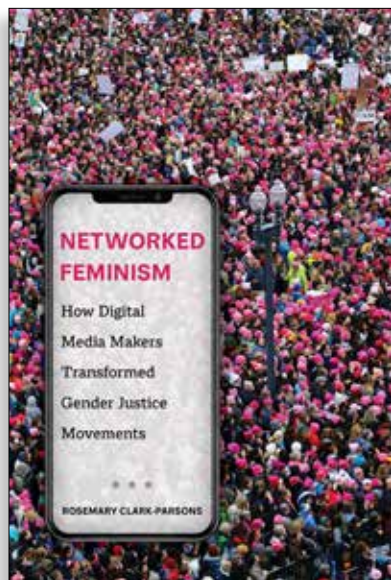 NETWORKED
FEMINISM
How Digital
Media Makers
Transformed
Gender Justice
Movements
ROSEMARY CLARK-PARSONS